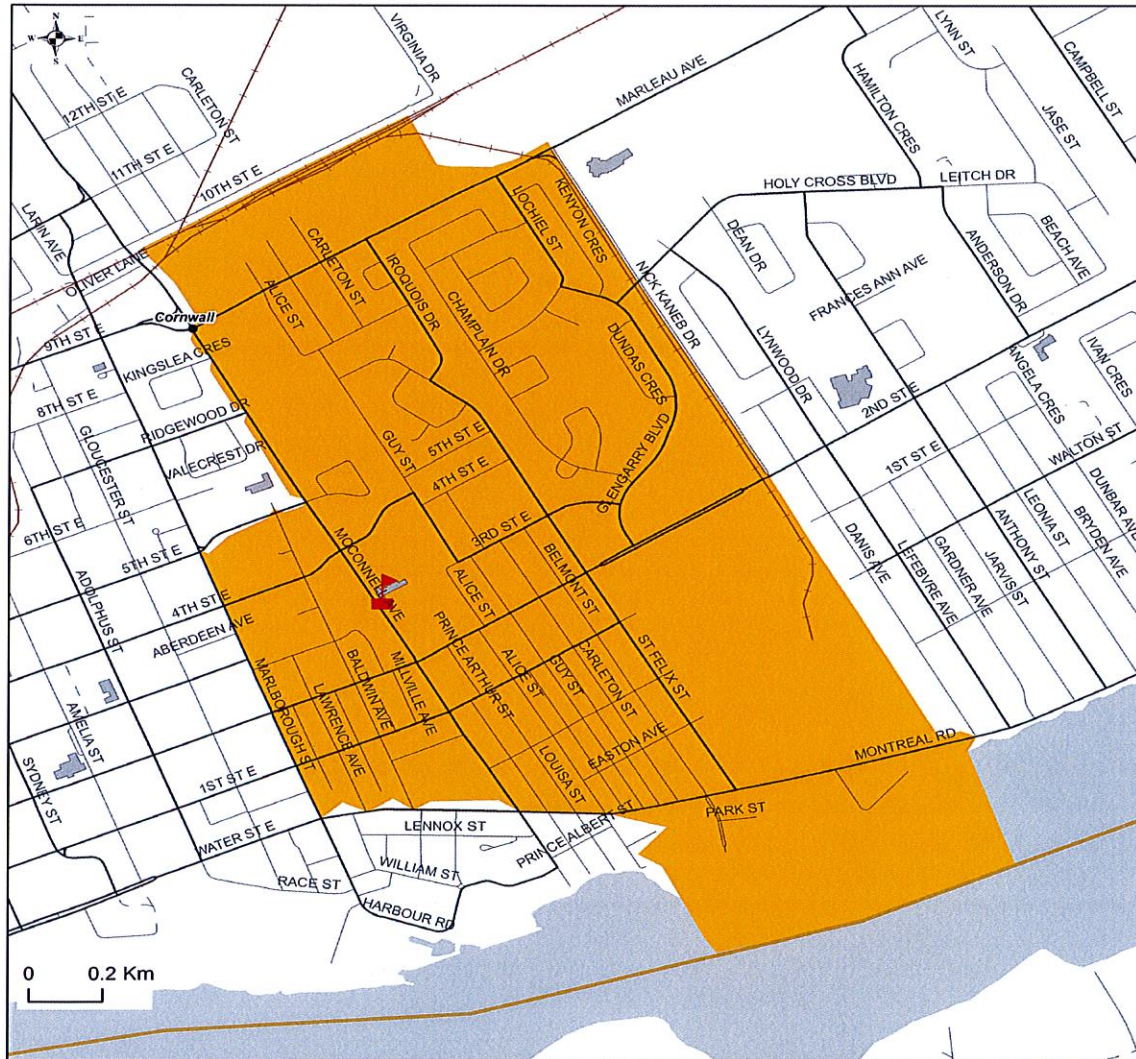 N
W E
S
VIRGINIA DR
LYNN ST
CAMPBELL ST
CARLETON ST
12TH ST E
MARLEAU AVE
HAMILTON CRES
JASE ST
11TH ST E
10TH ST E
HOLY CROSS BLVD
LEITCH DR
LARIN AVE
LOCHIEL ST
KENYON CRES
DEAN DR
BEACH AVE
ANDERSON DR
OLIVER LANE
CARLETON ST
IROQUOIS DR
ALICE ST
CHAMPLAIN DR
NICK KANEB DR
FRANCES ANN AVE
Cornwall
9TH ST E
KINGSLEA CRES
DUNDAS CRES
LYNWOOD DR
ANGELA CRES
IVAN CRES
8TH ST E
RIDGEWOOD DR
2ND ST E
GLOUCESTER ST
VALECREST DR
GUY ST
5TH ST E
4TH ST E
GLENGARRY BLVD
1ST ST E
WALTON ST
6TH ST E
5TH ST E
3RD ST E
DUNBAR AVE
BRYDEN AVE
LEONIA ST
ANTHONY ST
JARVIS ST
GARDNER AVE
LEFEBVRE AVE
DANIS AVE
MCCONNELL AVE
BELMONT ST
ALICE ST
4TH ST E
ADOLPHUS ST
ABERDEEN AVE
PRINCE ARTHUR ST
ALICE ST
GUY ST
CARLETON ST
ST FELIX ST
MILLVILLE AVE
BALDWIN AVE
LAWRENCE AVE
MARLBOROUGH ST
AMELIA ST
SYDNEY ST
EASTON AVE
LOUISA ST
MONTREAL RD
1ST ST E
PARK ST
WATER ST E
LENNOX ST
PRINCE ALBERT ST
WILLIAM ST
RACE ST
HARBOUR RD
0 0.2 Km